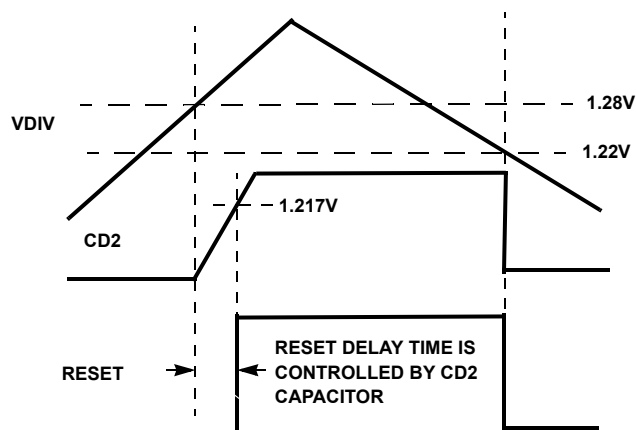 1.28V
VDIV
1.22V
1.217V
CD2
RESET
RESET DELAY TIME IS
CONTROLLED BY CD2
CAPACITOR